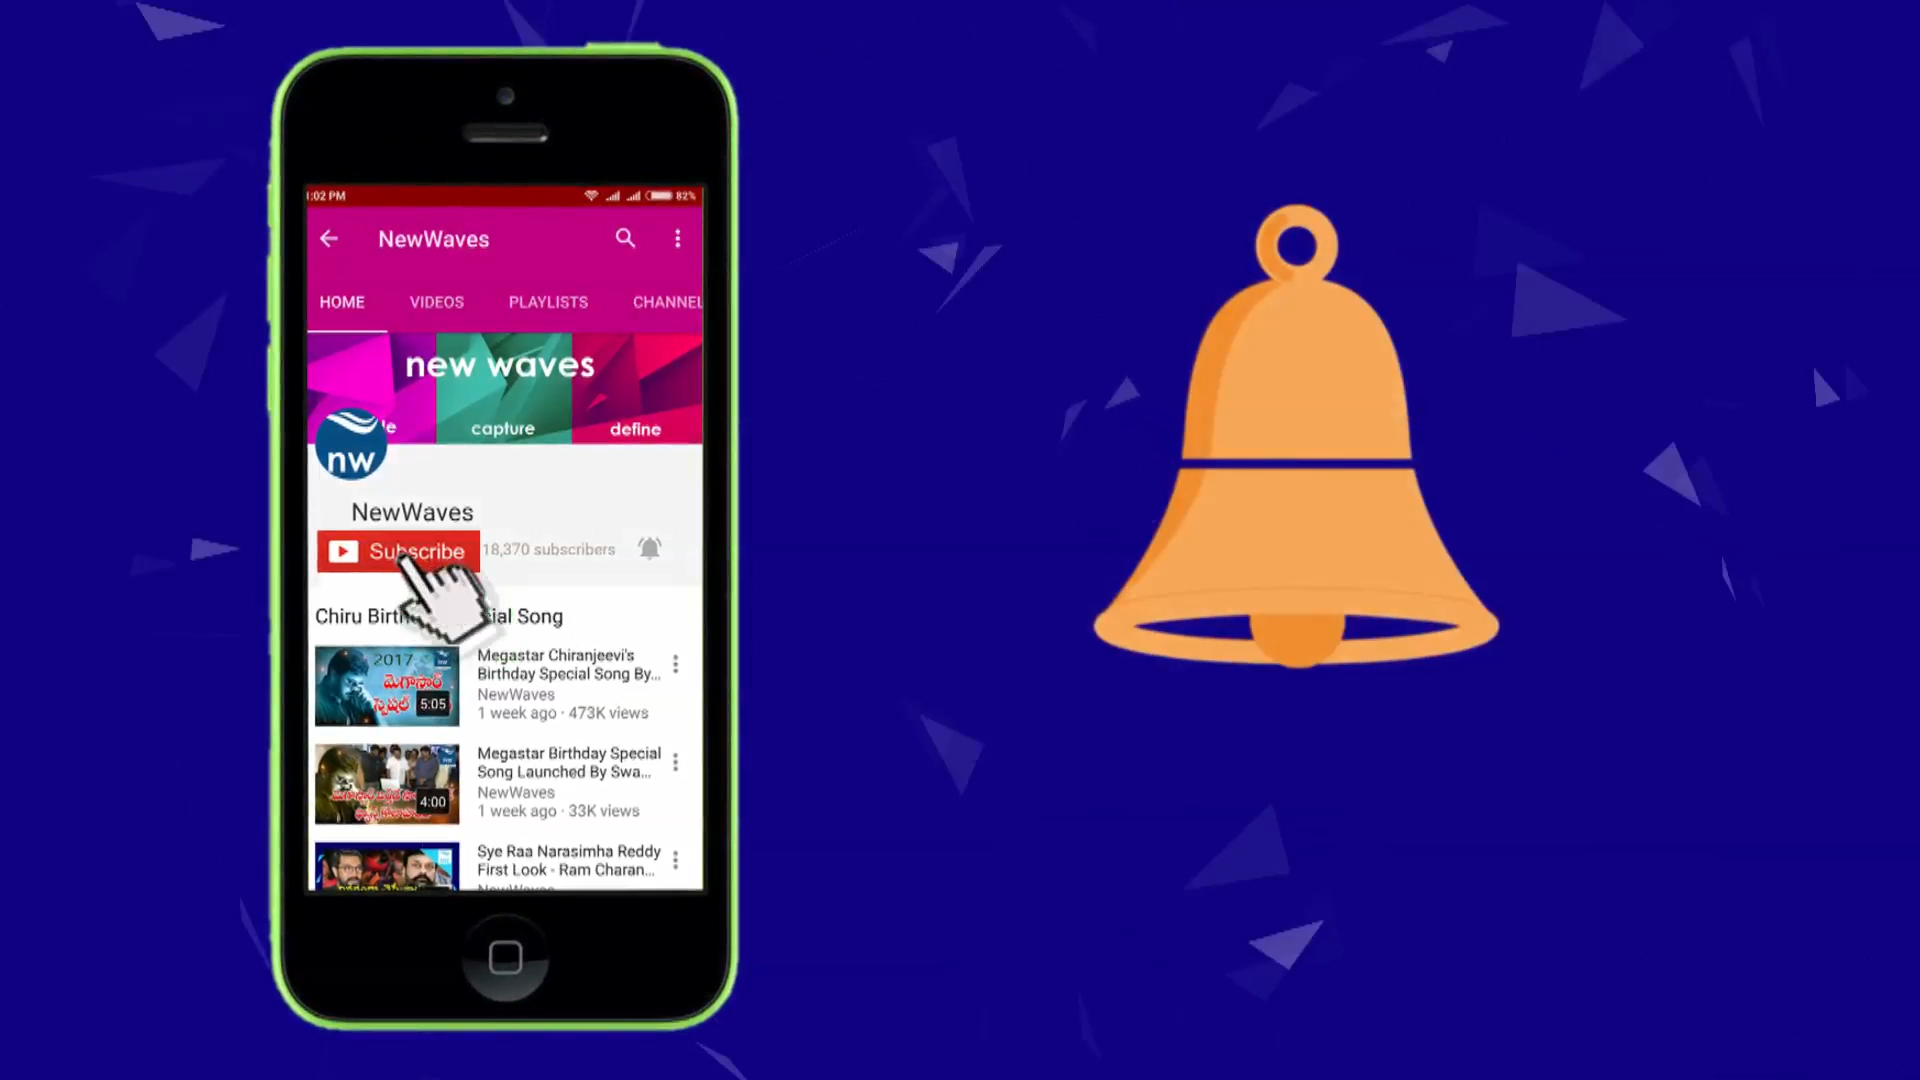 1:02 PM 82%
NewWaves
HOME VIDEOS PLAYLISTS CHANNEL
new waves
capture define
nw
NewWaves
Subscribe 18,370 subscribers
Chiru ial Song
Megastar Chiranjeevi's
Birthday Special Song By...
NewWaves
1 week ago · 473K views
2017
మెగాస్టార్
స్పెషల్
5:05
Megastar Birthday Special
Song Launched By Swa...
NewWaves
1 week ago · 33K views
4:00
Sye Raa Narasimha Reddy
First Look - Ram Charan...
NewWaves